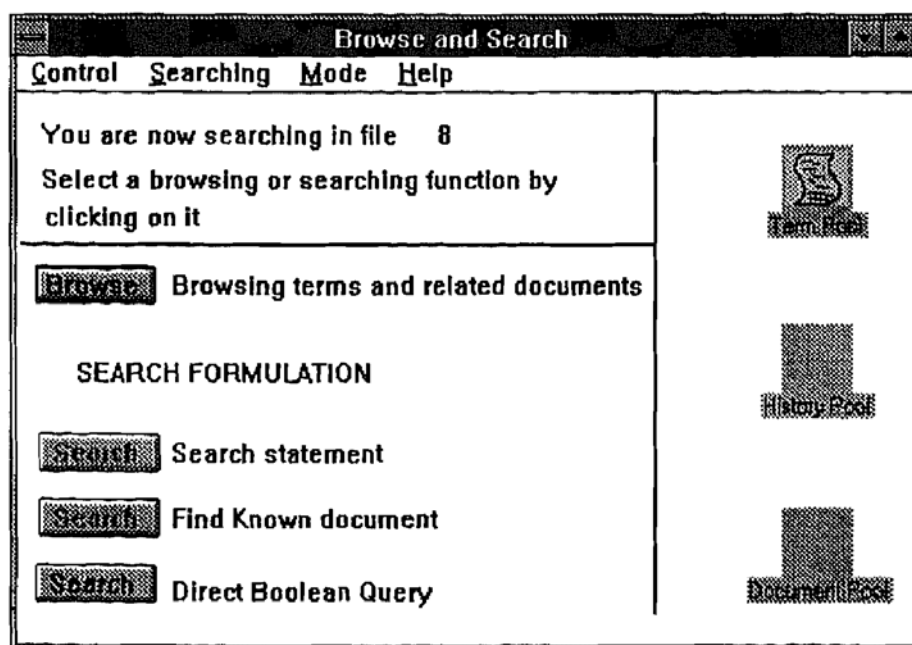 Browse and Search
Control Searching Mode Help
You are now searching in file 8
Select a browsing or searching function by
clicking on it
Browse Browsing terms and related documents
SEARCH FORMULATION
Search Search statement
Search Find Known document
Search Direct Boolean Query
Term Pool
History Pool
Document Pool